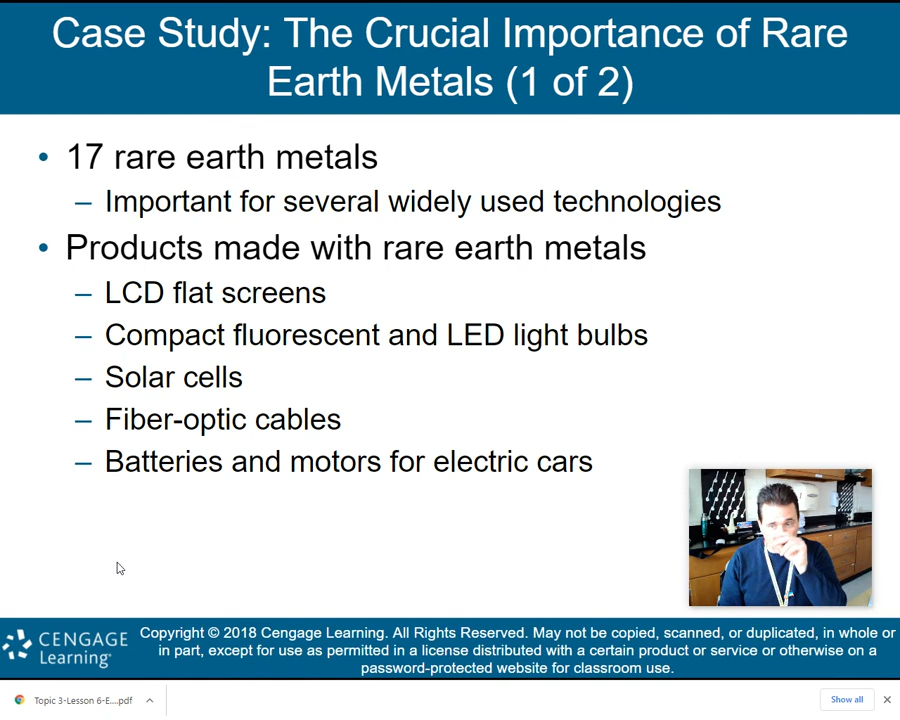 Case Study: The Crucial Importance of Rare
Earth Metals (1 of 2)
• 17 rare earth metals
– Important for several widely used technologies
• Products made with rare earth metals
– LCD flat screens
– Compact fluorescent and LED light bulbs
– Solar cells
– Fiber-optic cables
– Batteries and motors for electric cars
CENGAGE
Learning
Copyright © 2018 Cengage Learning. All Rights Reserved. May not be copied, scanned, or duplicated, in whole or
in part, except for use as permitted in a license distributed with a certain product or service or otherwise on a
password-protected website for classroom use.
Topic 3-Lesson 6-E....pdf
Show all